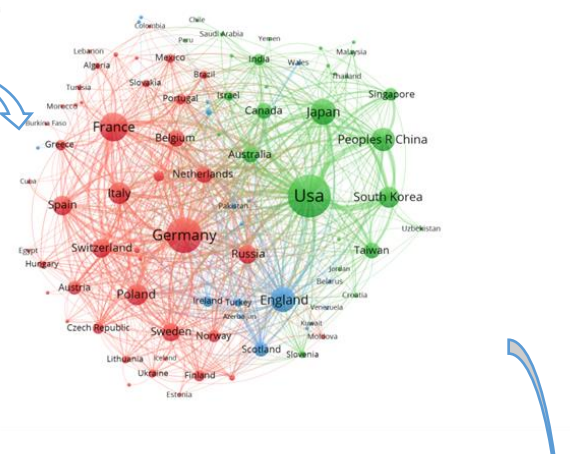 Chile
Colombia
Saudi Arabia
Peru
Yemen
Lebanon
Malaysia
Algeria
Mexico
India
Wales
Brazil
Thailand
Tunisia
Slovakia
Portugal
Israel
Singapore
Morocco
Canada
Japan
Burkina Faso
France
Belgium
Peoples R China
Greece
Australia
Netherlands
Cuba
Italy
Usa
South Korea
Spain
Pakistan
Germany
Uzbekistan
Egypt
Switzerland
Russia
Taiwan
Hungary
Jordan
Belarus
Austria
Poland
Ireland
Turkey
England
Croatia
Venezuela
Azerbaijan
Czech Republic
Sweden
Norway
Kuwait
Moldova
Scotland
Slovenia
Lithuania
Iceland
Ukraine
Finland
Estonia